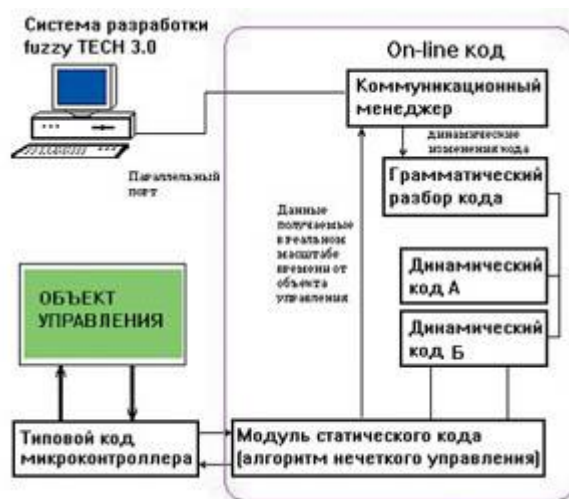 Система разработки
fuzzy TECH 3.0
On-line код
Коммуникационный
менеджер
Параллельный
порт
динамические
изменения кода
Грамматический
разбор кода
Данные
получаемые
в реальном
масштабе
времени от
объекта
управления
Динамический
код А
Динамический
код Б
ОБЪЕКТ
УПРАВЛЕНИЯ
Типовой код
микроконтроллера
Модуль статического кода
(алгоритм нечеткого управления)